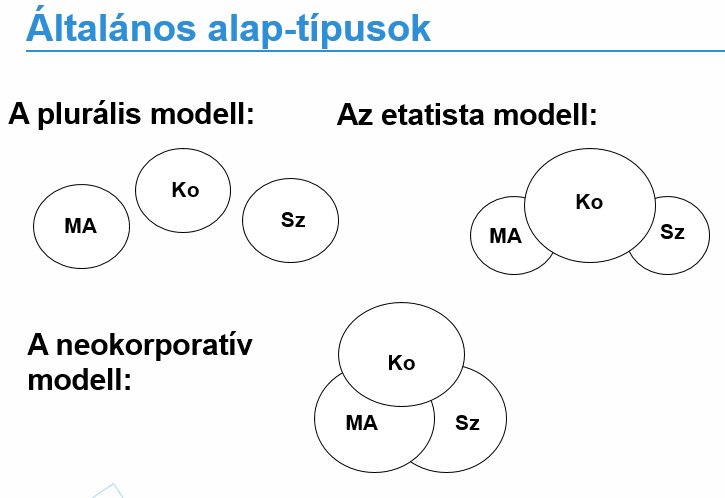 Általános alap-típusok
A plurális modell:
Az etatista modell:
MA
Ko
Sz
MA
Ko
Sz
A neokorporatív
modell:
Ko
MA
Sz